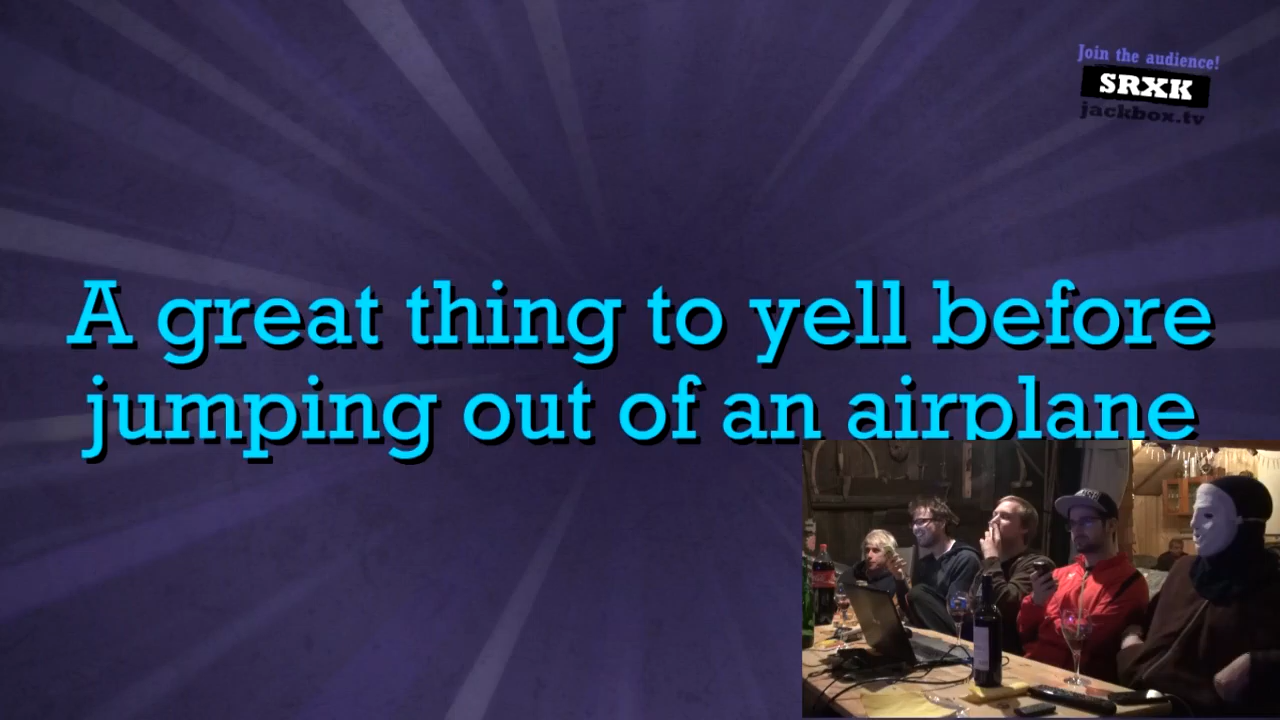 Join the audience!
SRXK
jackbox.tv
A great thing to yell before
jumping out of an airplane